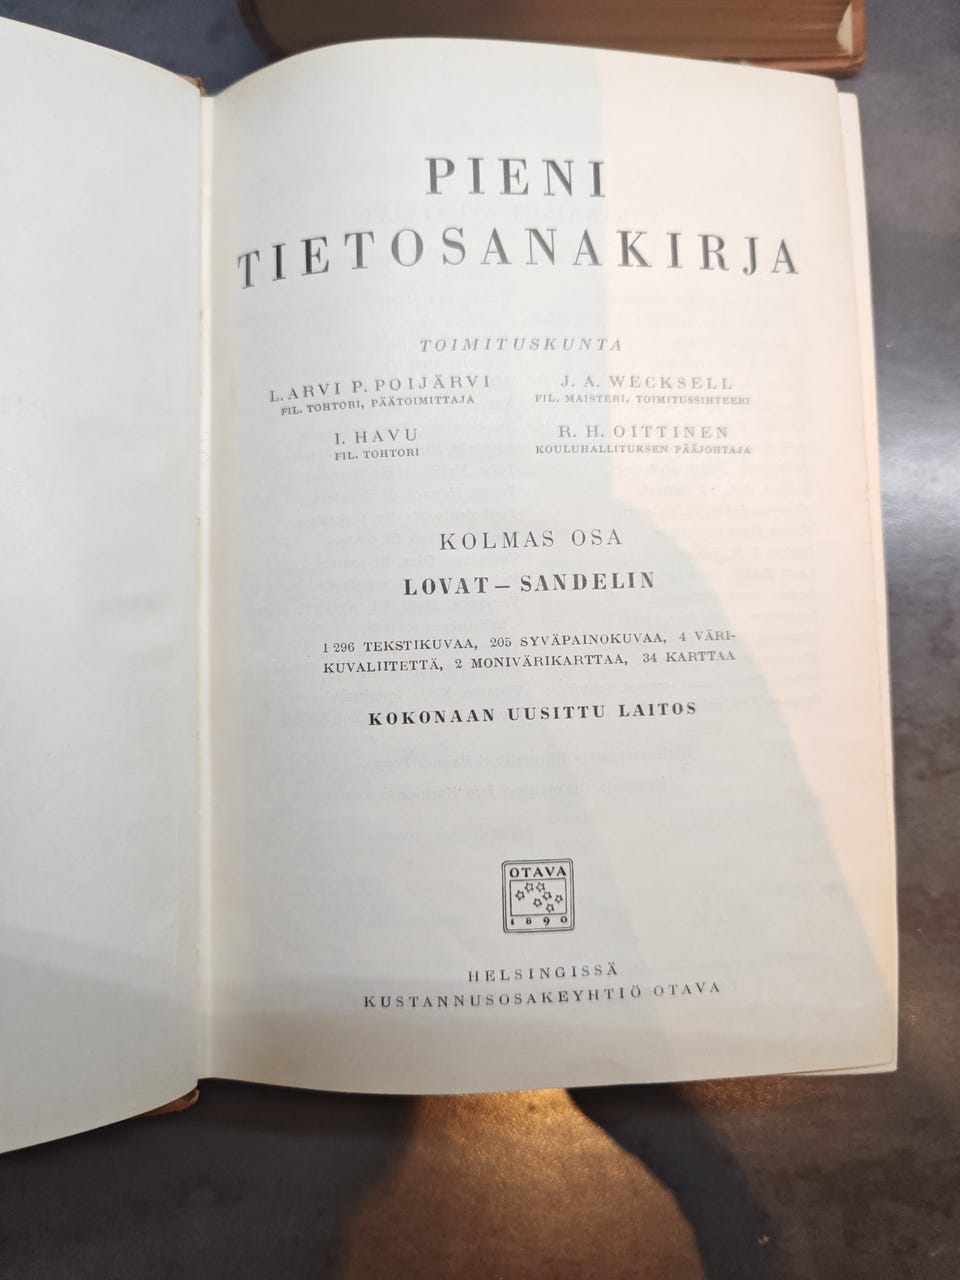 PIENI
TIETOSANAKIRJA
TOIMITUSKUNTA
L. ARVI P. POIJÄRVI
FIL. TOHTORI, PÄÄTOIMITTAJA
J. A. WECKSELL
FIL. MAISTERI, TOIMITUSSIHTEERI
I. HAVU
FIL. TOHTORI
R. H. OITTINEN
KOULUHALLITUKSEN PÄÄJOHTAJA
KOLMAS OSA
LOVAT – SANDELIN
1 296 TEKSTIKUVAA, 205 SYVÄPAINOKUVAA, 4 VÄRI-
KUVALIITETTÄ, 2 MONIVÄRIKARTTAA, 34 KARTTAA
KOKONAAN UUSITTU LAITOS
OTAVA
1890
HELSINGISSÄ
KUSTANNUSOSAKEYHTIÖ OTAVA